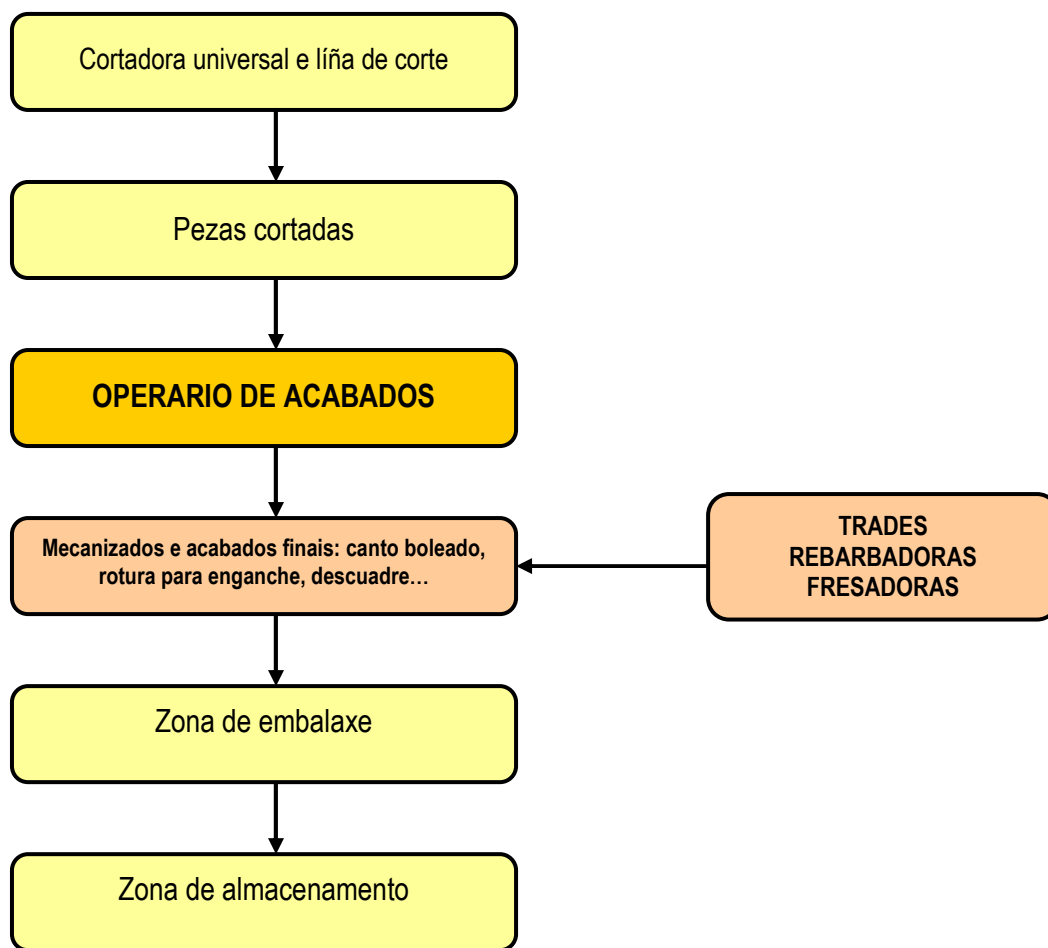 Cortadora universal e líña de corte
Pezas cortadas
OPERARIO DE ACABADOS
Mecanizados e acabados finais: canto boleado,
rotura para enganche, descuadre…
TRADES
REBARBADORAS
FRESADORAS
Zona de embalaxe
Zona de almacenamento